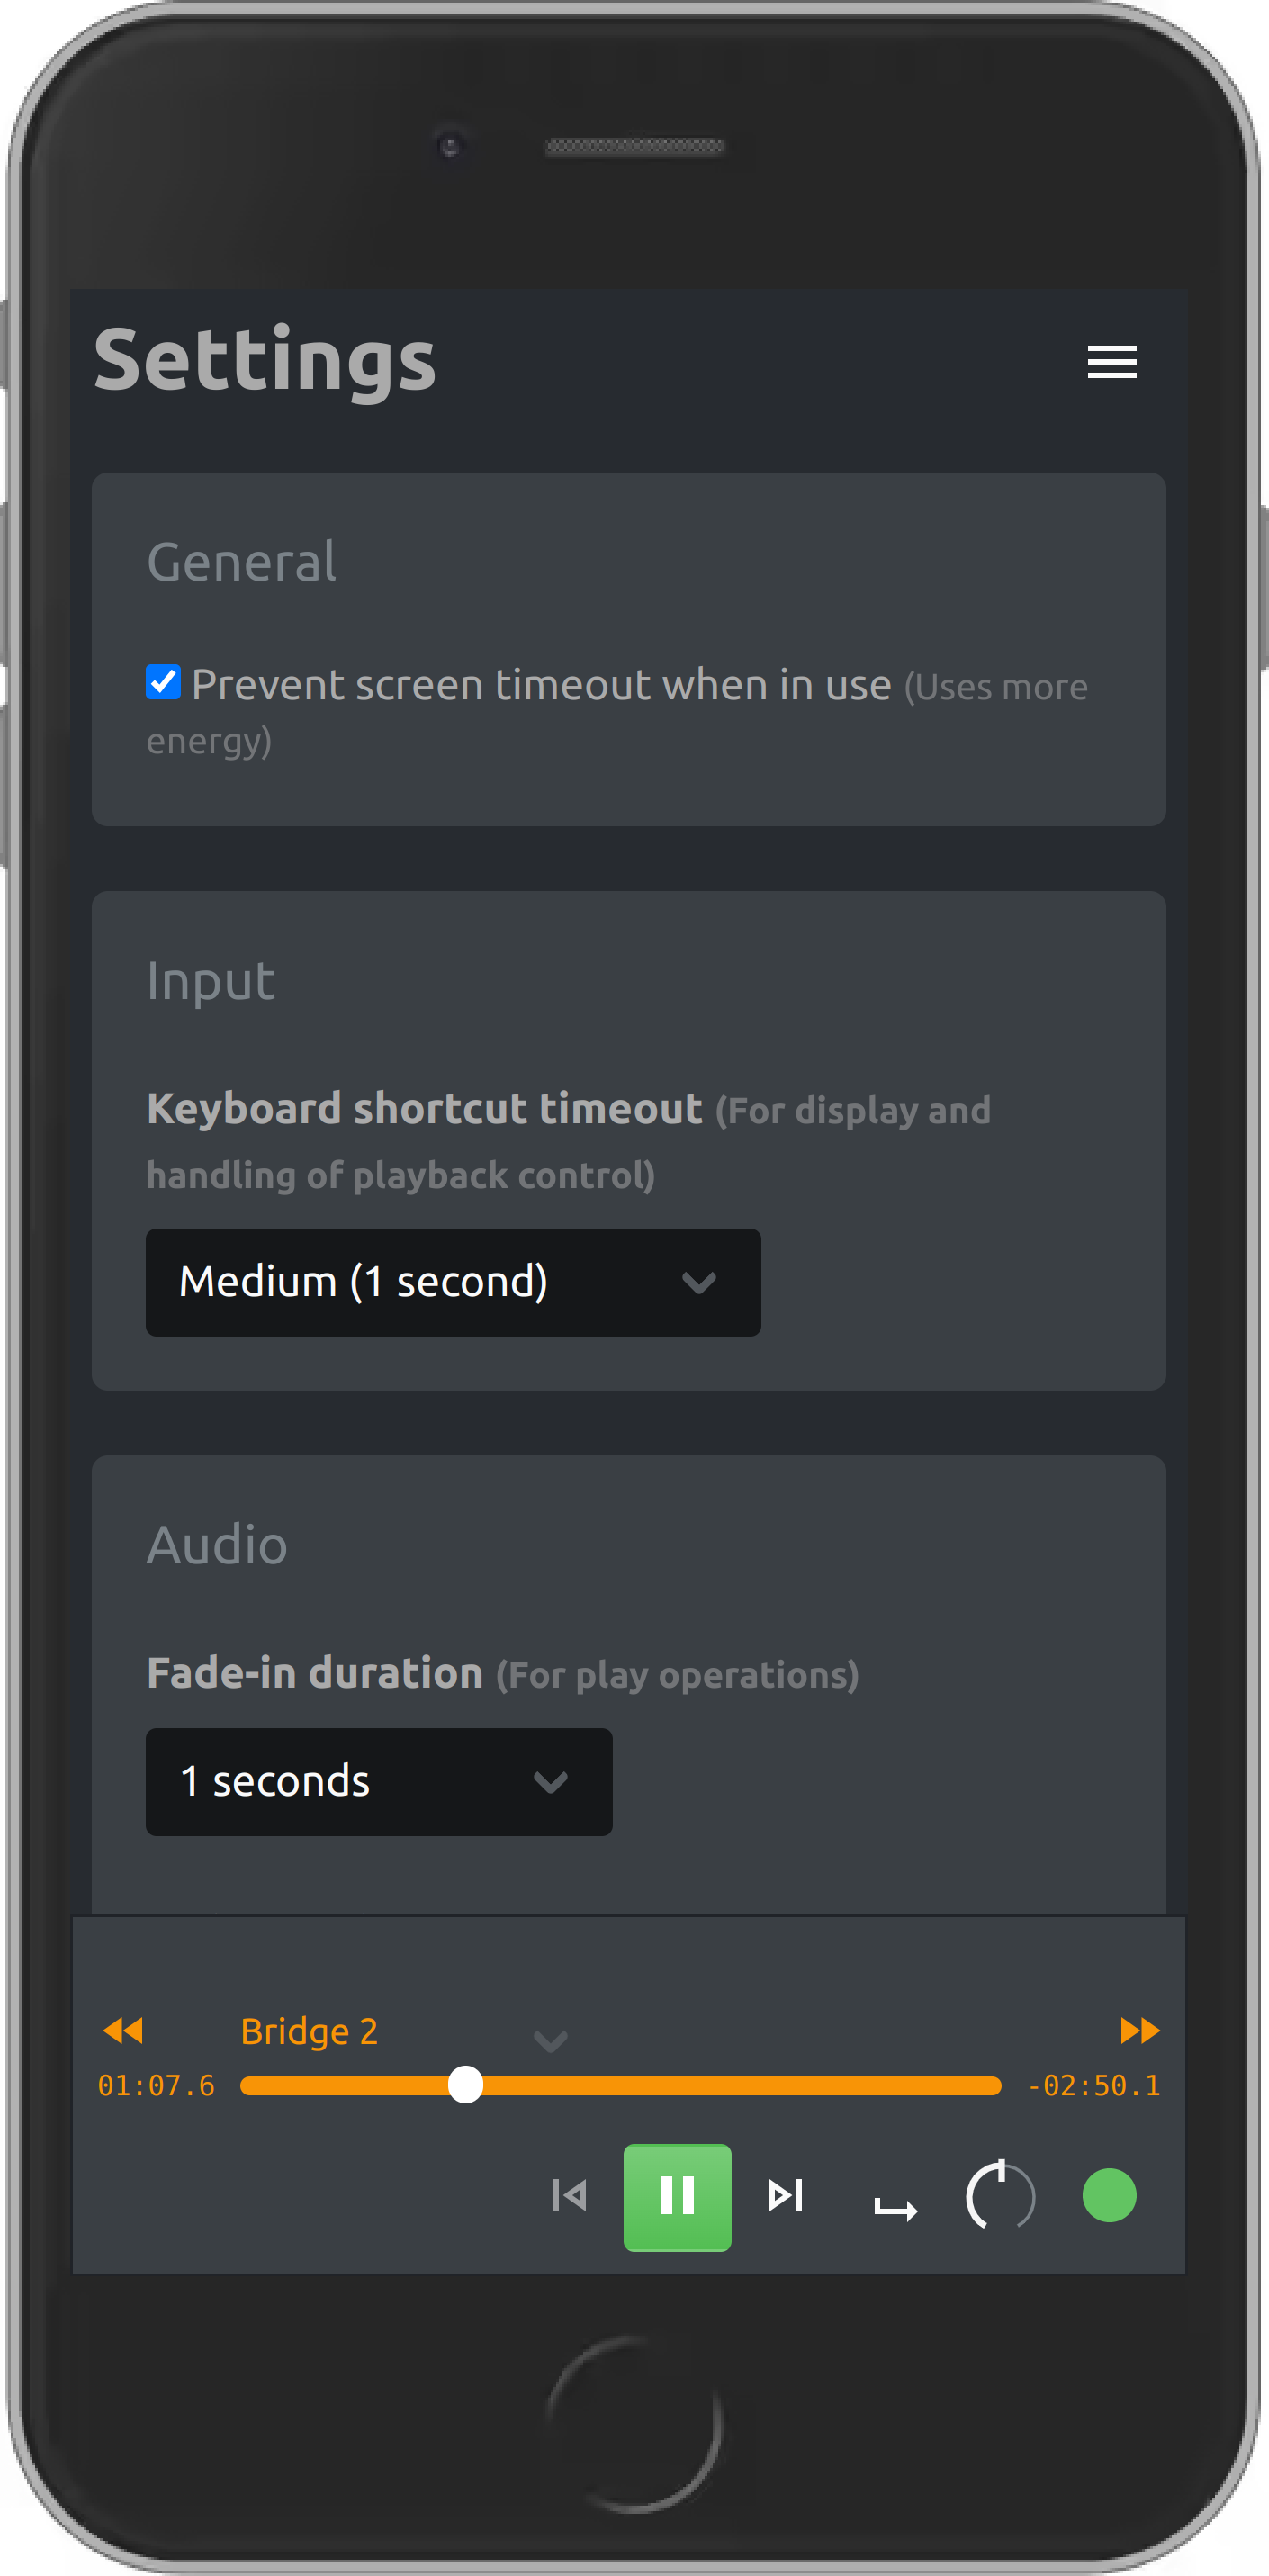 Settings
General
Prevent screen timeout when in use (Uses more
energy)
Input
Keyboard shortcut timeout (For display and
handling of playback control)
Medium (1 second)
Audio
Fade-in duration (For play operations)
1 seconds
Bridge 2
01:07.6
-02:50.1